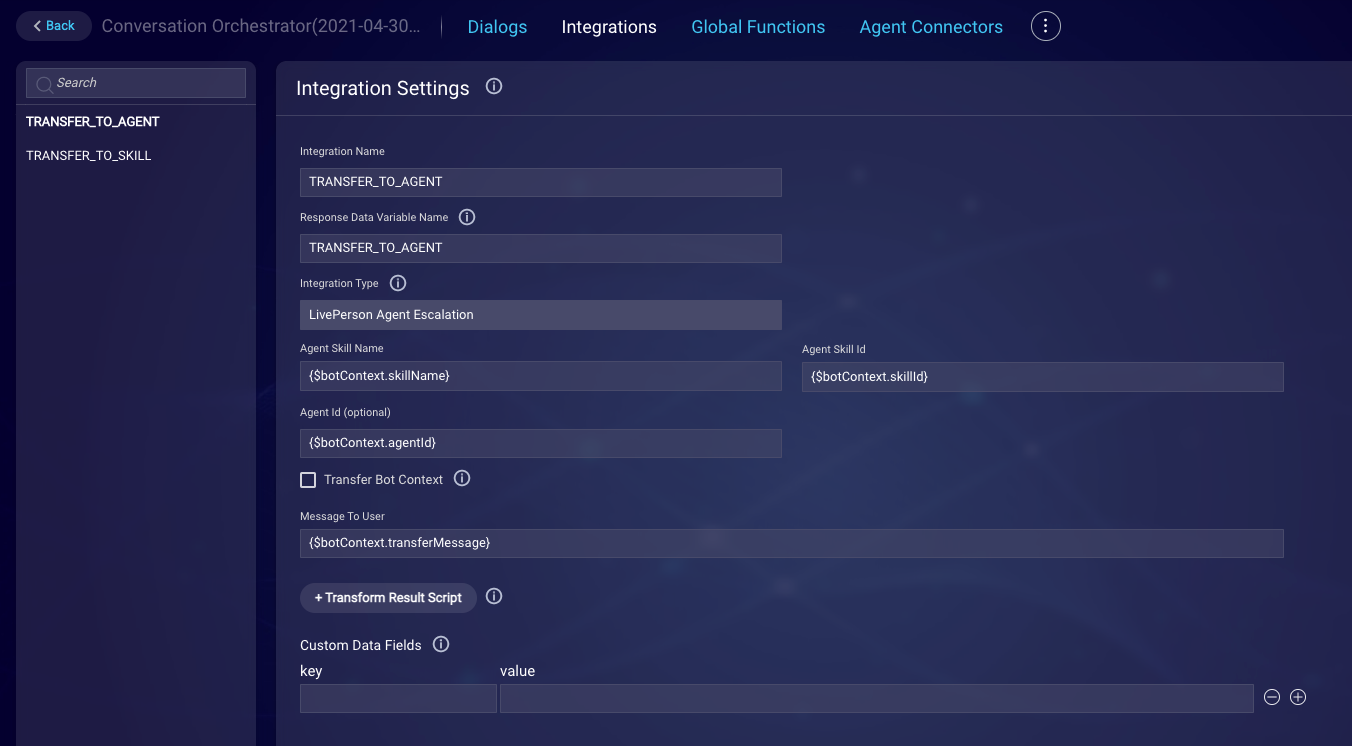 Back
Conversation Orchestrator(2021-04-30...
Dialogs
Integrations
Global Functions
Agent Connectors
Search
TRANSFER_TO_AGENT
TRANSFER_TO_SKILL
Integration Settings
Integration Name
TRANSFER_TO_AGENT
Response Data Variable Name
TRANSFER_TO_AGENT
Integration Type
LivePerson Agent Escalation
Agent Skill Name
Agent Skill Id
{$botContext.skillName}
{$botContext.skillId}
Agent Id (optional)
{$botContext.agentId}
Transfer Bot Context
Message To User
{$botContext.transferMessage}
+ Transform Result Script
Custom Data Fields
key
value